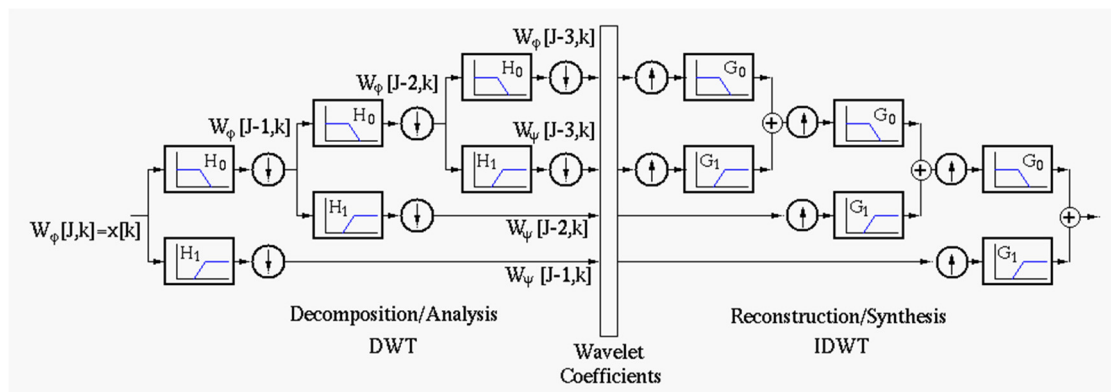 Wφ[J-3,k]
H₀
G₀
Wφ[J-2,k]
H₀
G₀
Wφ[J-1,k]
Wψ[J-3,k]
H₀
H₁
G₁
G₀
Wφ[J,k]=x[k]
H₁
Wψ[J-2,k]
G₁
H₁
Wψ[J-1,k]
G₁
Decomposition/Analysis
DWT
Wavelet
Coefficients
Reconstruction/Synthesis
IDWT